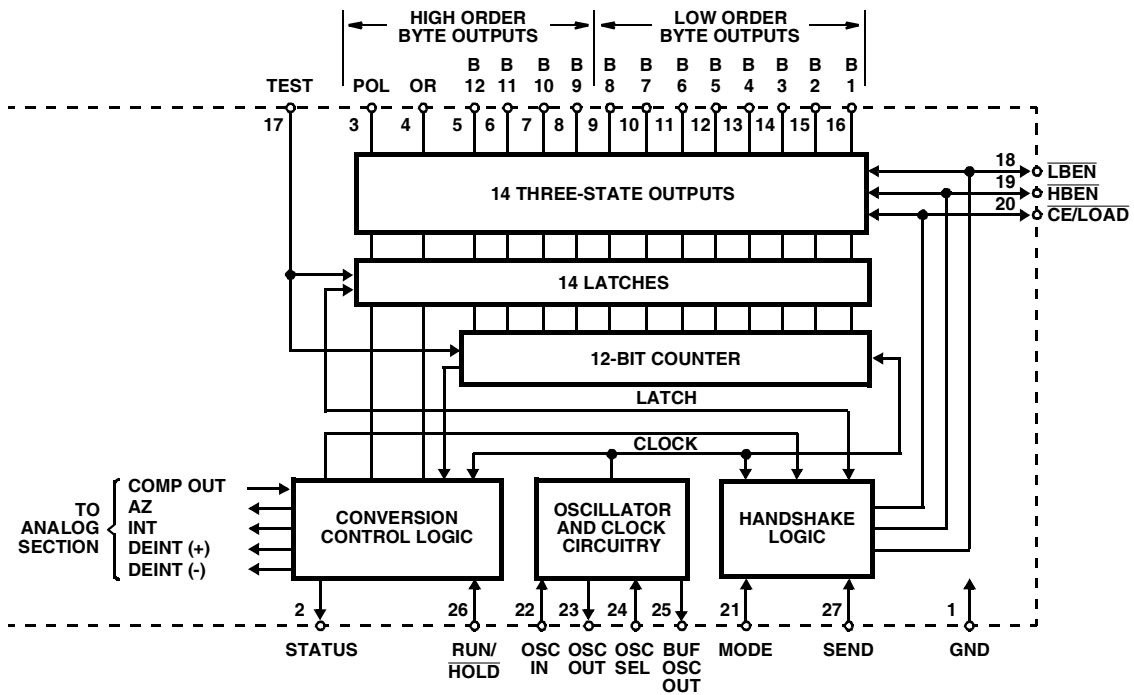 HIGH ORDER
BYTE OUTPUTS
LOW ORDER
BYTE OUTPUTS
B B B B B B B B B B B B
TEST POL OR 12 11 10 9 8 7 6 5 4 3 2 1
17 3 4 5 6 7 8 9 10 11 12 13 14 15 16
14 THREE-STATE OUTPUTS
18 LBEN
19 HBEN
20 CE/LOAD
14 LATCHES
12-BIT COUNTER
LATCH
CLOCK
TO
ANALOG
SECTION
COMP OUT
AZ
INT
DEINT (+)
DEINT (-)
CONVERSION
CONTROL LOGIC
OSCILLATOR
AND CLOCK
CIRCUITRY
HANDSHAKE
LOGIC
2 26 22 23 24 25 21 27 1
STATUS
RUN/
HOLD
OSC
IN
OSC
OUT
OSC
SEL
BUF
OSC
OUT
MODE
SEND
GND